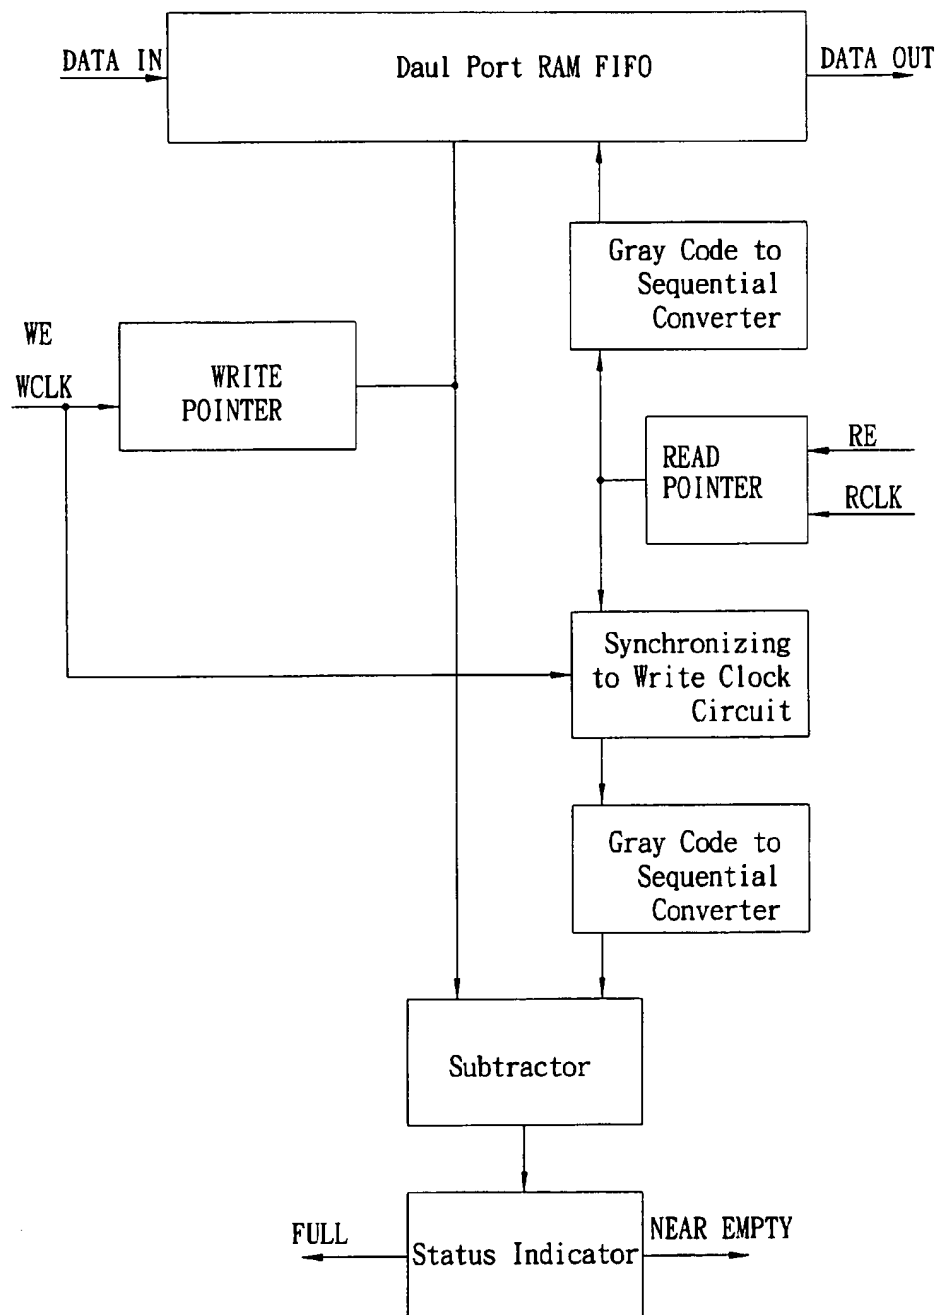 DATA IN
Daul Port RAM FIFO
DATA OUT
Gray Code to
Sequential
Converter
WE
WCLK
WRITE
POINTER
READ
POINTER
RE
RCLK
Synchronizing
to Write Clock
Circuit
Gray Code to
Sequential
Converter
Subtractor
FULL
Status Indicator
NEAR EMPTY